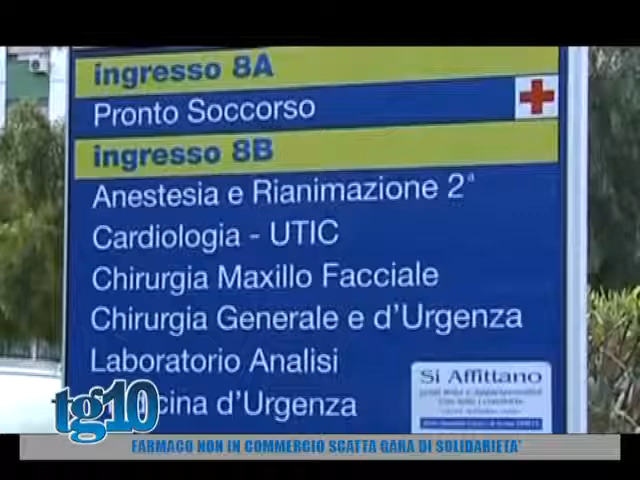 ingresso 8A
Pronto Soccorso
ingresso 8B
Anestesia e Rianimazione 2ª
Cardiologia - UTIC
Chirurgia Maxillo Facciale
Chirurgia Generale e d'Urgenza
Laboratorio Analisi
cina d'Urgenza
Si Affittano
tg10
FARMACO NON IN COMMERCIO SCATTA GARA DI SOLIDARIETA'